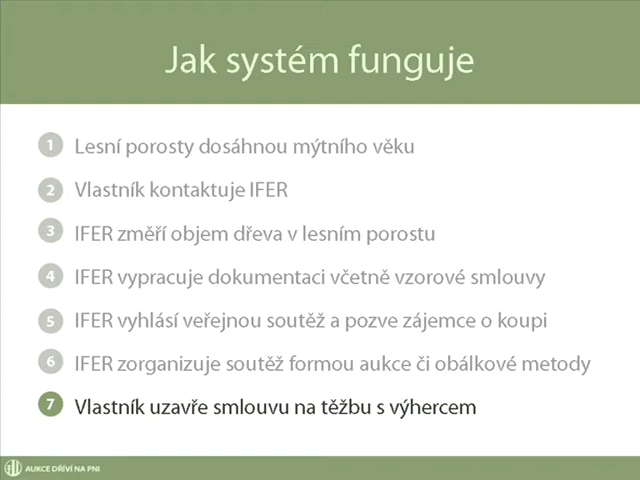 Jak systém funguje
1 Lesní porosty dosáhnou mýtního věku
2 Vlastník kontaktuje IFER
3 IFER změří objem dřeva v lesním porostu
4 IFER vypracuje dokumentaci včetně vzorové smlouvy
5 IFER vyhlásí veřejnou soutěž a pozve zájemce o koupi
6 IFER zorganizuje soutěž formou aukce či obálkové metody
7 Vlastník uzavře smlouvu na těžbu s výhercem
AUKCE DŘÍVÍ NA PNI